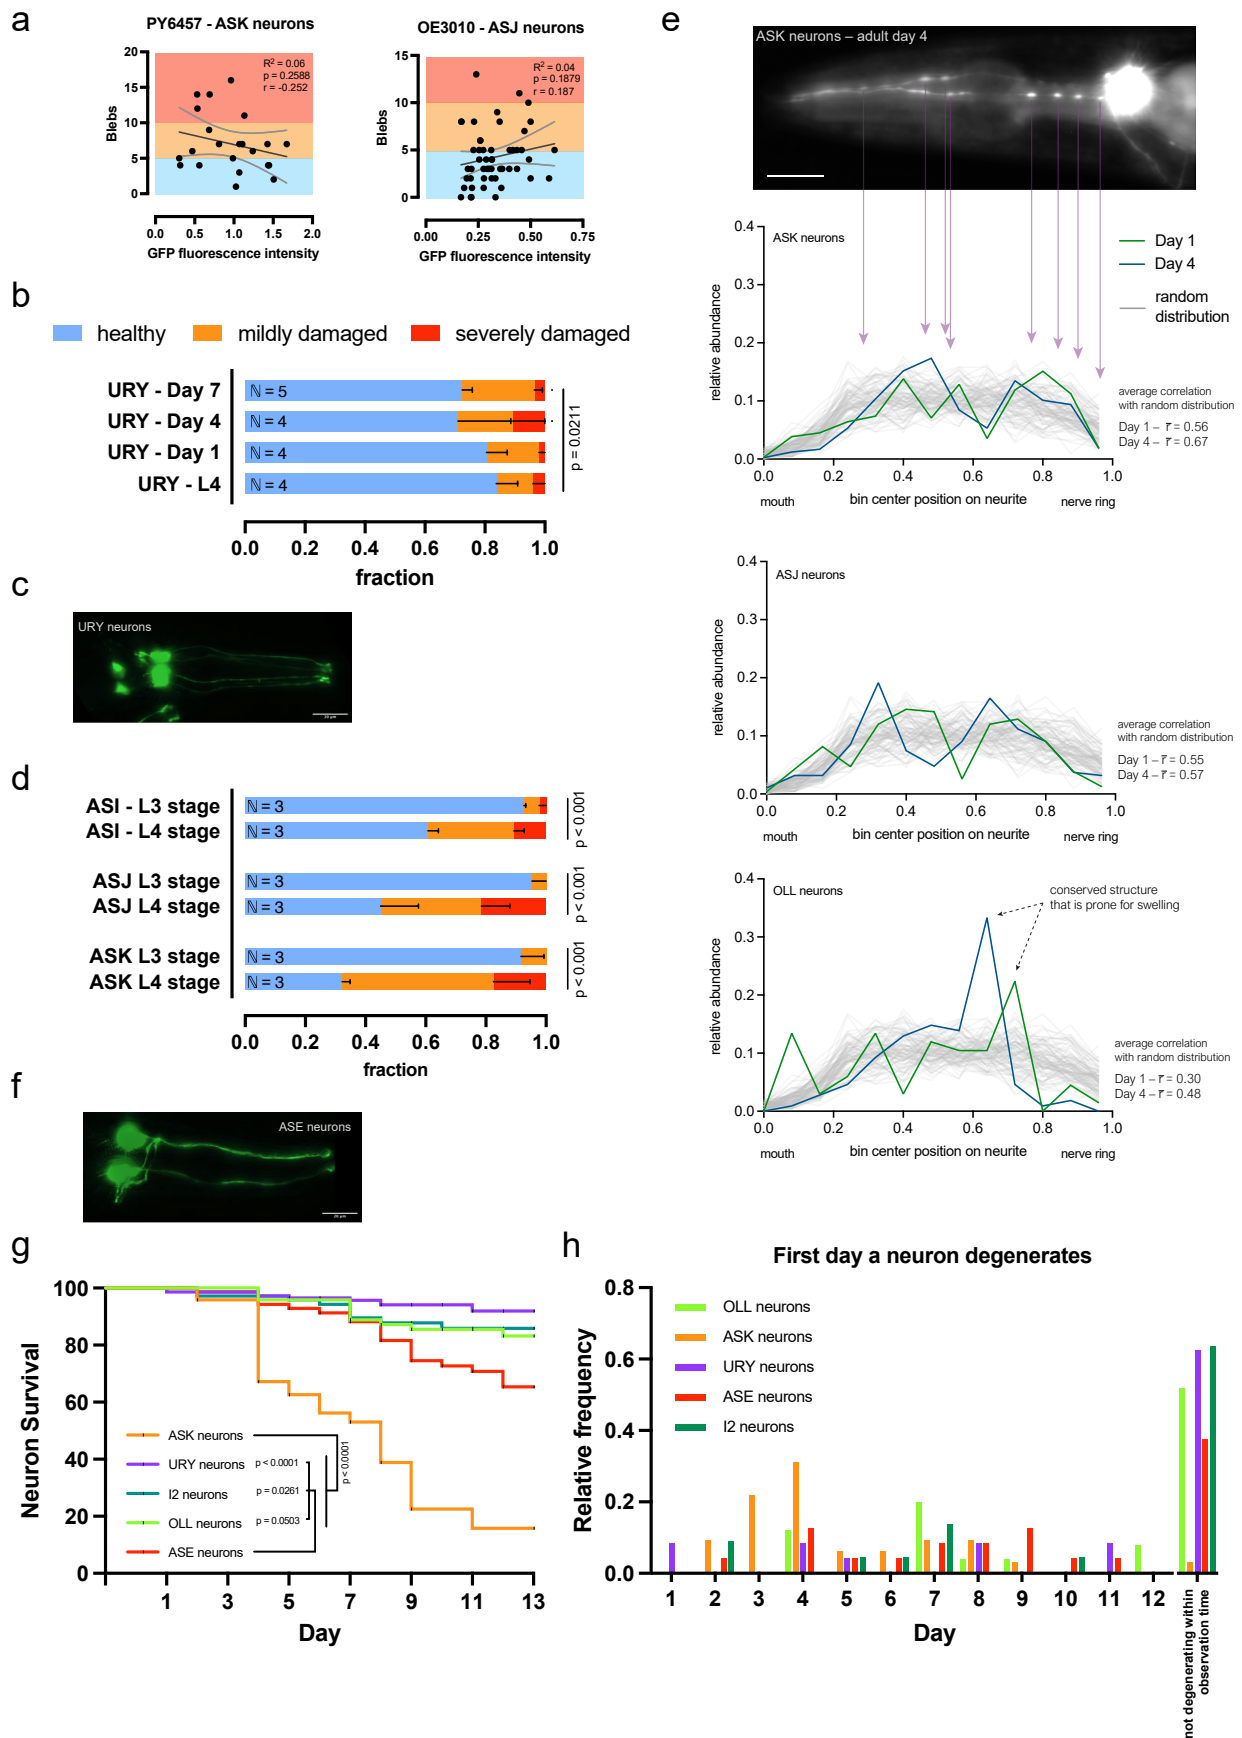 a
PY6457 - ASK neurons
20
15
10
5
0
Blebs
R² = 0.06
p = 0.2588
r = -0.252
0.0 0.5 1.0 1.5 2.0
GFP fluorescence intensity
OE3010 - ASJ neurons
15
10
5
0
Blebs
R² = 0.04
p = 0.1879
r = 0.187
0.00 0.25 0.50 0.75
GFP fluorescence intensity
b
healthy mildly damaged severely damaged
URY - Day 7 ℕ = 5
URY - Day 4 ℕ = 4
URY - Day 1 ℕ = 4
URY - L4 ℕ = 4
p = 0.0211
0.0 0.2 0.4 0.6 0.8 1.0
fraction
c
URY neurons
20 µm
d
ASI - L3 stage ℕ = 3
ASI - L4 stage ℕ = 3
p < 0.001
ASJ L3 stage ℕ = 3
ASJ L4 stage ℕ = 3
p < 0.001
ASK L3 stage ℕ = 3
ASK L4 stage ℕ = 3
p < 0.001
0.0 0.2 0.4 0.6 0.8 1.0
fraction
e
ASK neurons – adult day 4
ASK neurons
0.4
0.3
0.2
0.1
0.0
relative abundance
Day 1
Day 4
random
distribution
average correlation
with random distribution
Day 1 – r̅ = 0.56
Day 4 – r̅ = 0.67
0.0 0.2 0.4 0.6 0.8 1.0
mouth bin center position on neurite nerve ring
ASJ neurons
0.4
0.3
0.2
0.1
0.0
relative abundance
average correlation
with random distribution
Day 1 – r̅ = 0.55
Day 4 – r̅ = 0.57
0.0 0.2 0.4 0.6 0.8 1.0
mouth bin center position on neurite nerve ring
OLL neurons
0.4
0.3
0.2
0.1
0.0
relative abundance
conserved structure
that is prone for swelling
average correlation
with random distribution
Day 1 – r̅ = 0.30
Day 4 – r̅ = 0.48
0.0 0.2 0.4 0.6 0.8 1.0
mouth bin center position on neurite nerve ring
f
ASE neurons
20 µm
g
100
80
60
40
20
0
Neuron Survival
ASK neurons
URY neurons
I2 neurons
OLL neurons
ASE neurons
p < 0.0001
p = 0.0261
p = 0.0503
p < 0.0001
1 3 5 7 9 11 13
Day
h
First day a neuron degenerates
0.8
0.6
0.4
0.2
0.0
Relative frequency
OLL neurons
ASK neurons
URY neurons
ASE neurons
I2 neurons
1 2 3 4 5 6 7 8 9 10 11 12
Day
not degenerating within
observation time